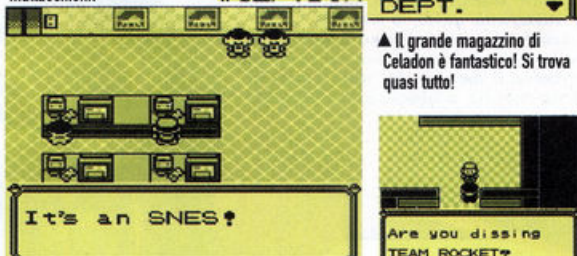 It's an SNES!
DEPT.
▲ Il grande magazzino di
Celadon è fantastico! Si trova
quasi tutto!
Are you dissing
TEAM ROCKET?